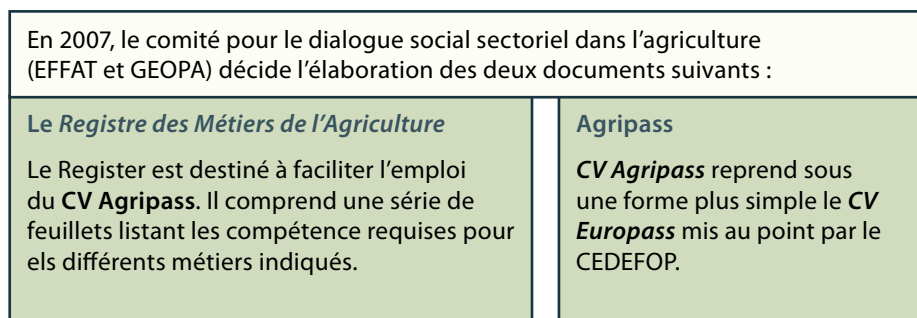 En 2007, le comité pour le dialogue social sectoriel dans l'agriculture
(EFFAT et GEOPA) décide l'élaboration des deux documents suivants :
Le Registre des Métiers de l'Agriculture
Le Register est destiné à faciliter l'emploi
du CV Agripass. Il comprend une série de
feuillets listant les compétence requises pour
els différents métiers indiqués.
Agripass
CV Agripass reprend sous
une forme plus simple le CV
Europass mis au point par le
CEDEFOP.